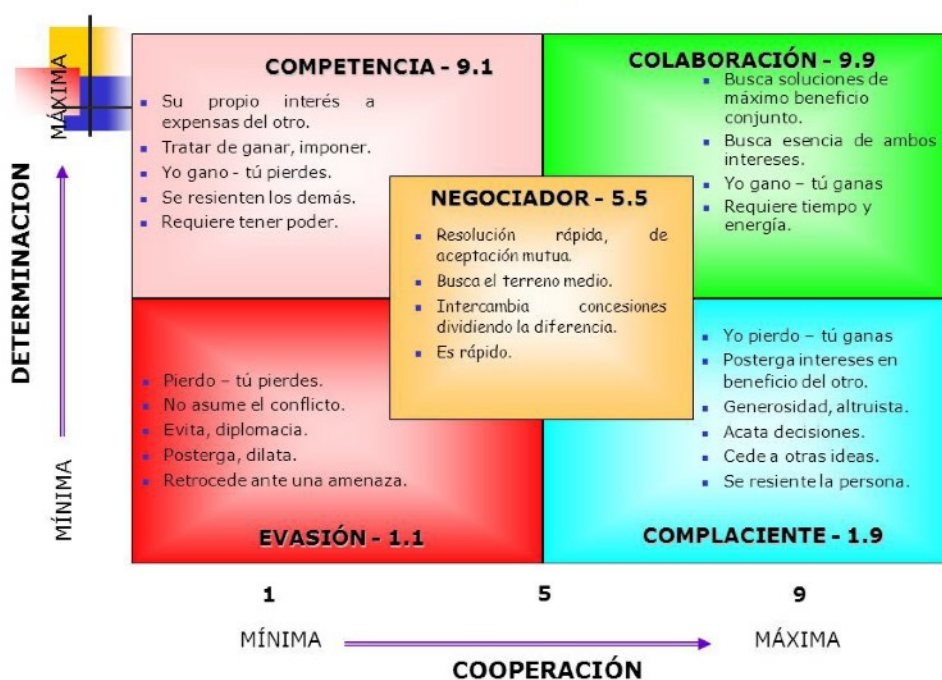 MÁXIMA
DETERMINACION
MÍNIMA
COMPETENCIA - 9.1
Su propio interés a
expensas del otro.
Tratar de ganar, imponer.
Yo gano - tú pierdes.
Se resienten los demás.
Requiere tener poder.
COLABORACIÓN - 9.9
Busca soluciones de
máximo beneficio
conjunto.
Busca esencia de ambos
intereses.
Yo gano – tú ganas
Requiere tiempo y
energía.
NEGOCIADOR - 5.5
Resolución rápida, de
aceptación mutua.
Busca el terreno medio.
Intercambia concesiones
dividiendo la diferencia.
Es rápido.
Pierdo – tú pierdes.
No asume el conflicto.
Evita, diplomacia.
Posterga, dilata.
Retrocede ante una amenaza.
EVASIÓN - 1.1
Yo pierdo – tú ganas
Posterga intereses en
beneficio del otro.
Generosidad, altruista.
Acata decisiones.
Cede a otras ideas.
Se resiente la persona.
COMPLACIENTE - 1.9
1 5 9
MÍNIMA MÁXIMA
COOPERACIÓN